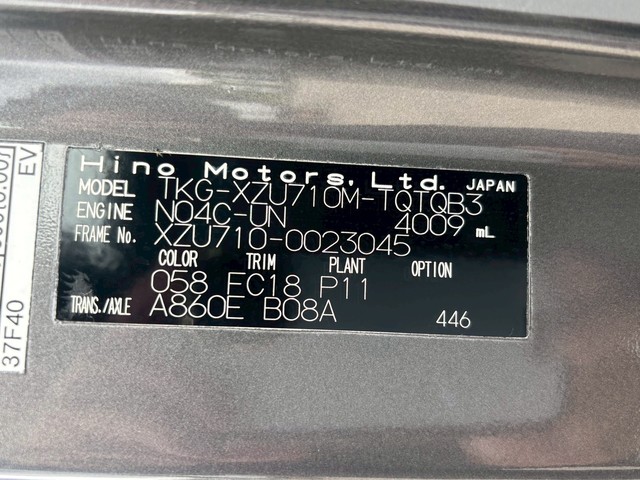 Hino Motors, Ltd. JAPAN
MODEL TKG-XZU710M-TQTQB3
ENGINE N04C-UN 4009 mL
FRAME No. XZU710-0023045
COLOR TRIM PLANT OPTION
058 FC18 P11
TRANS./AXLE A860E B08A 446
EV
37F40